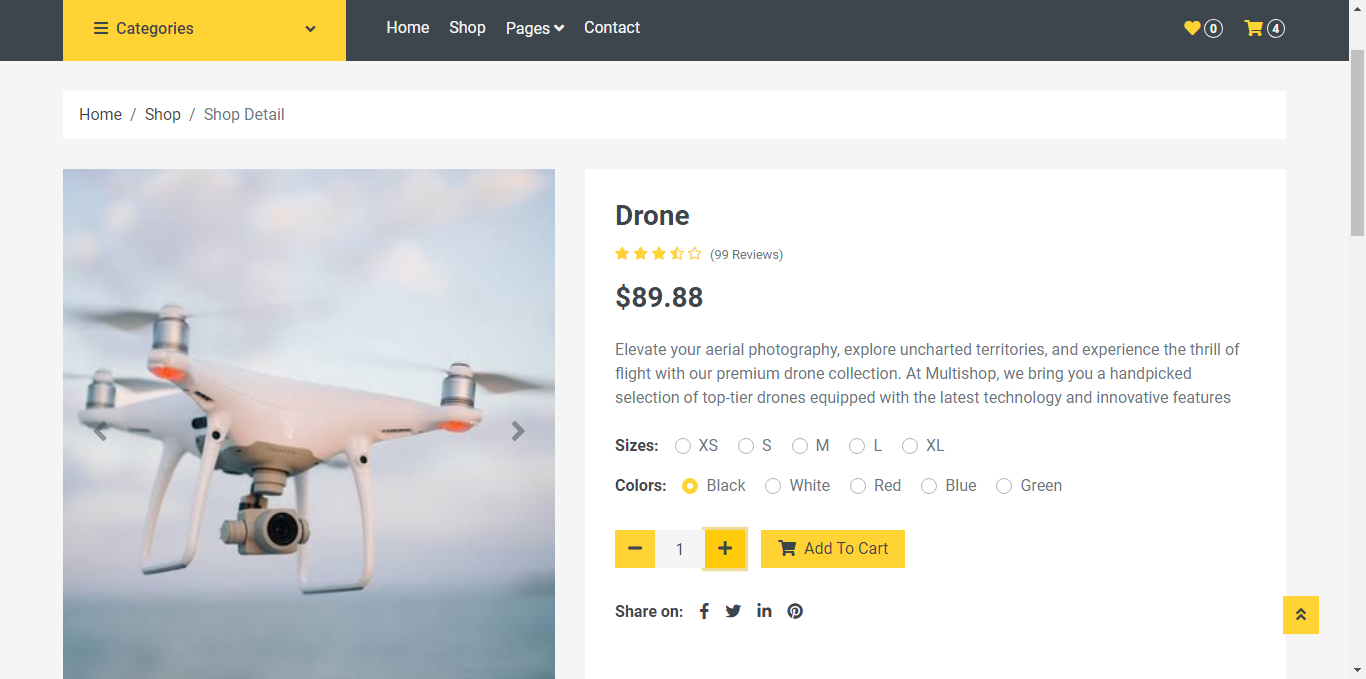 Categories Home Shop Pages Contact 0 4
Home / Shop / Shop Detail
Drone
(99 Reviews)
$89.88
Elevate your aerial photography, explore uncharted territories, and experience the thrill of
flight with our premium drone collection. At Multishop, we bring you a handpicked
selection of top-tier drones equipped with the latest technology and innovative features
Sizes: XS S M L XL
Colors: Black White Red Blue Green
1 Add To Cart
Share on: